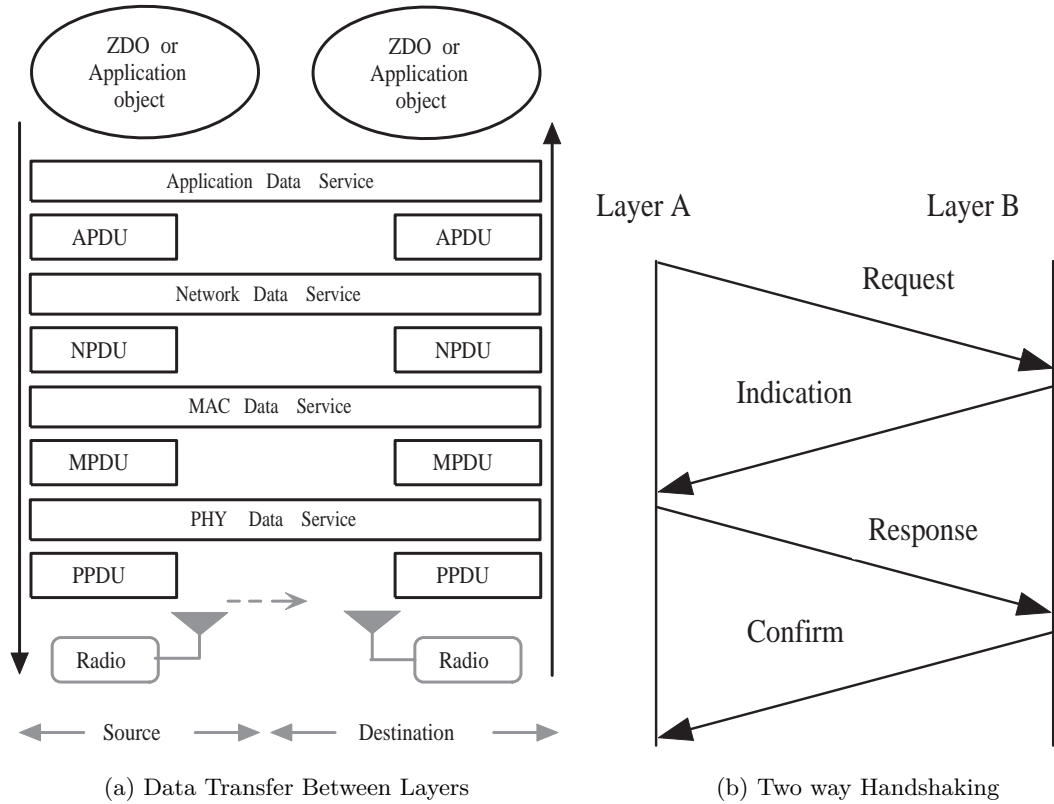 ZDO or
Application
object
ZDO or
Application
object
Application Data Service
APDU
APDU
Network Data Service
NPDU
NPDU
MAC Data Service
MPDU
MPDU
PHY Data Service
PPDU
PPDU
Radio
Radio
Source
Destination
(a) Data Transfer Between Layers
Layer A
Layer B
Request
Indication
Response
Confirm
(b) Two way Handshaking